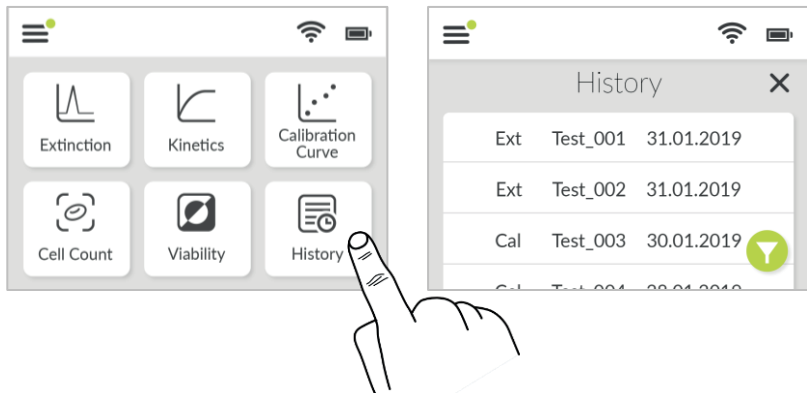 Extinction
Kinetics
Calibration
Curve
Cell Count
Viability
History
History
Ext Test_001 31.01.2019
Ext Test_002 31.01.2019
Cal Test_003 30.01.2019